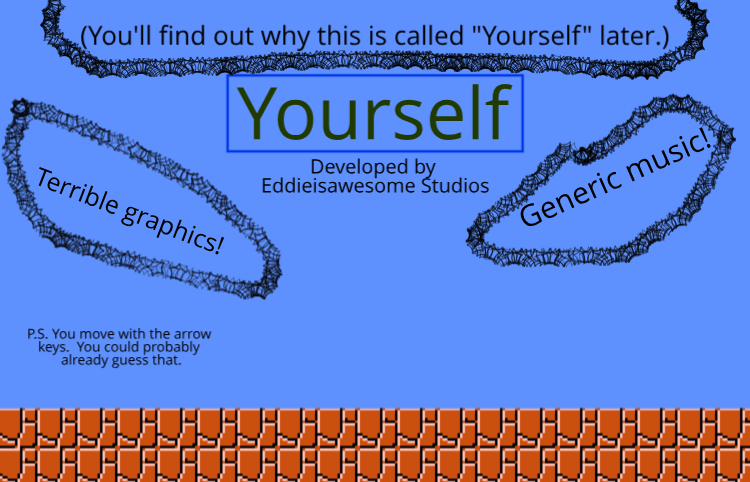 (You'll find out why this is called "Yourself" later.)
Yourself
Developed by
Eddieisawesome Studios
Terrible graphics!
Generic music!
P.S. You move with the arrow
keys.  You could probably
already guess that.